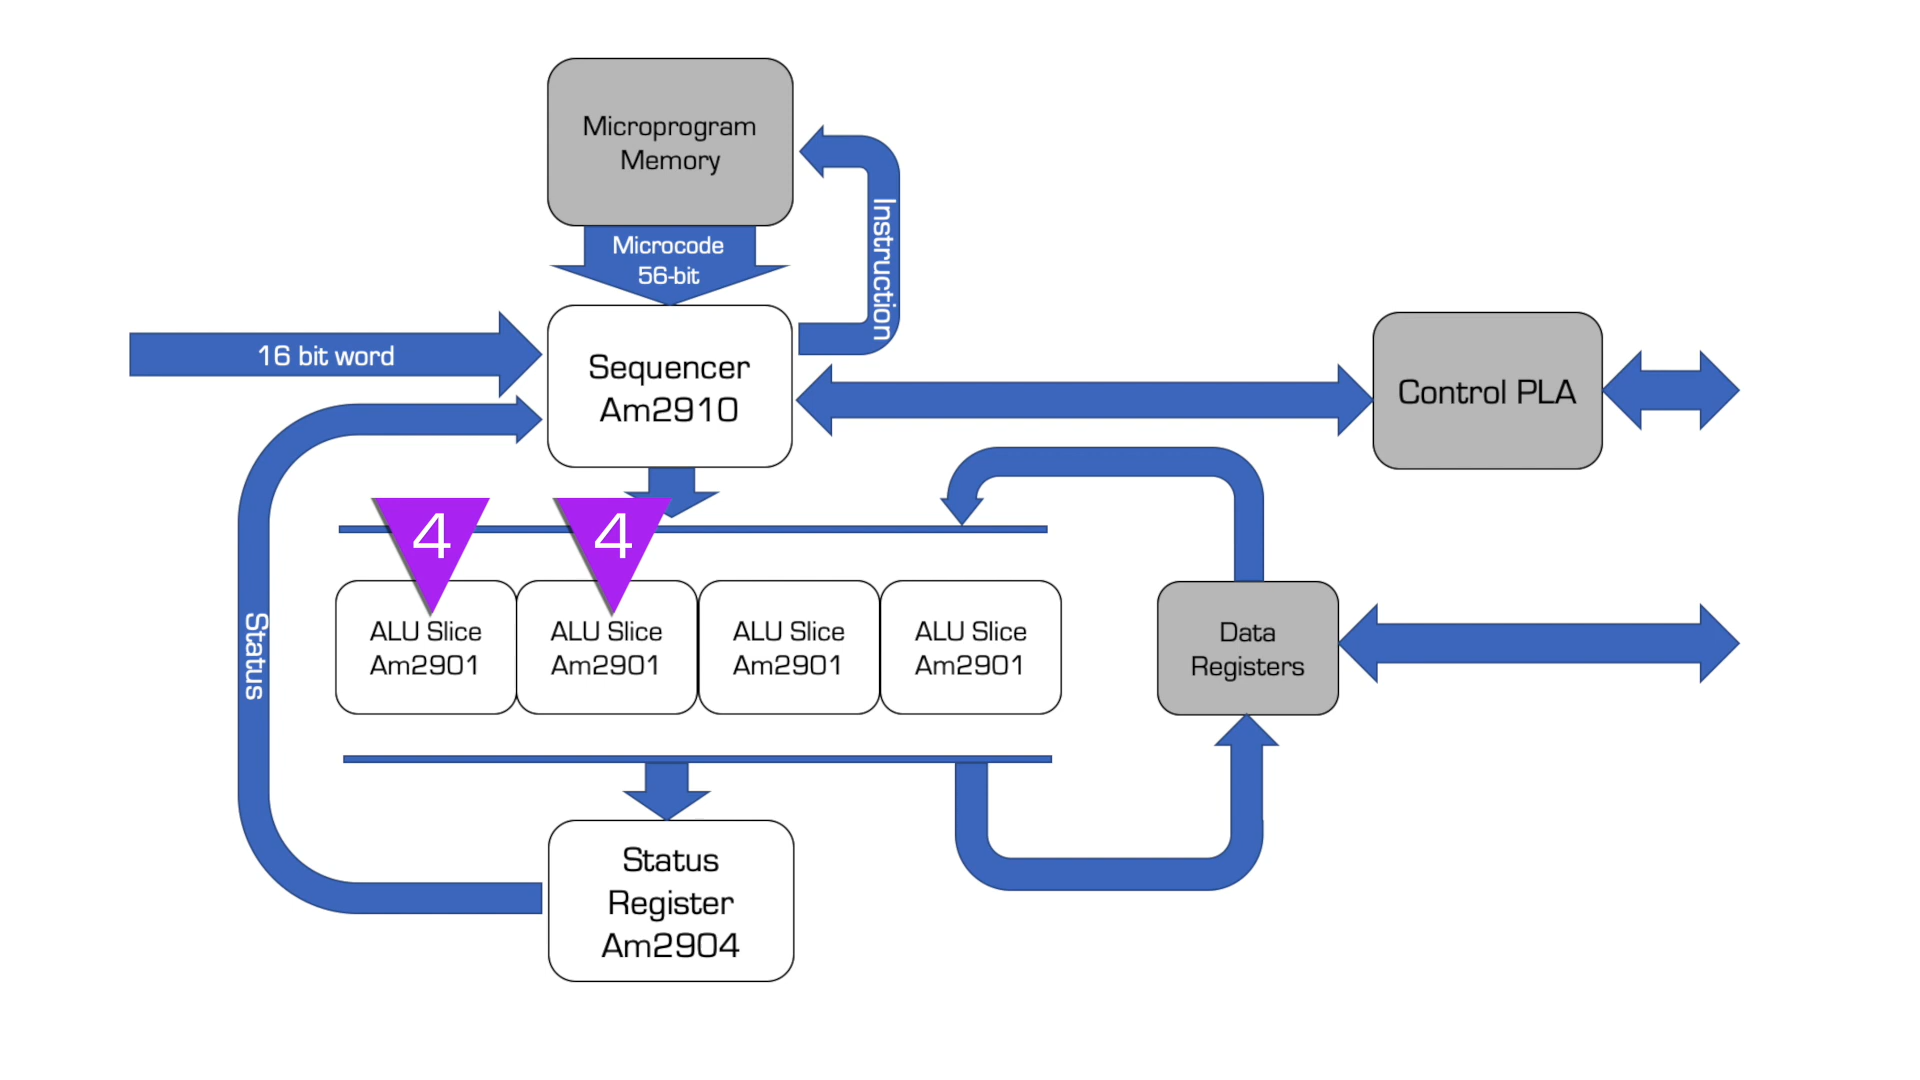 Microprogram
Memory
Microcode
56-bit
Instruction
16 bit word
Sequencer
Am2910
Control PLA
4
4
ALU Slice
Am2901
ALU Slice
Am2901
ALU Slice
Am2901
ALU Slice
Am2901
Data
Registers
Status
Status
Register
Am2904